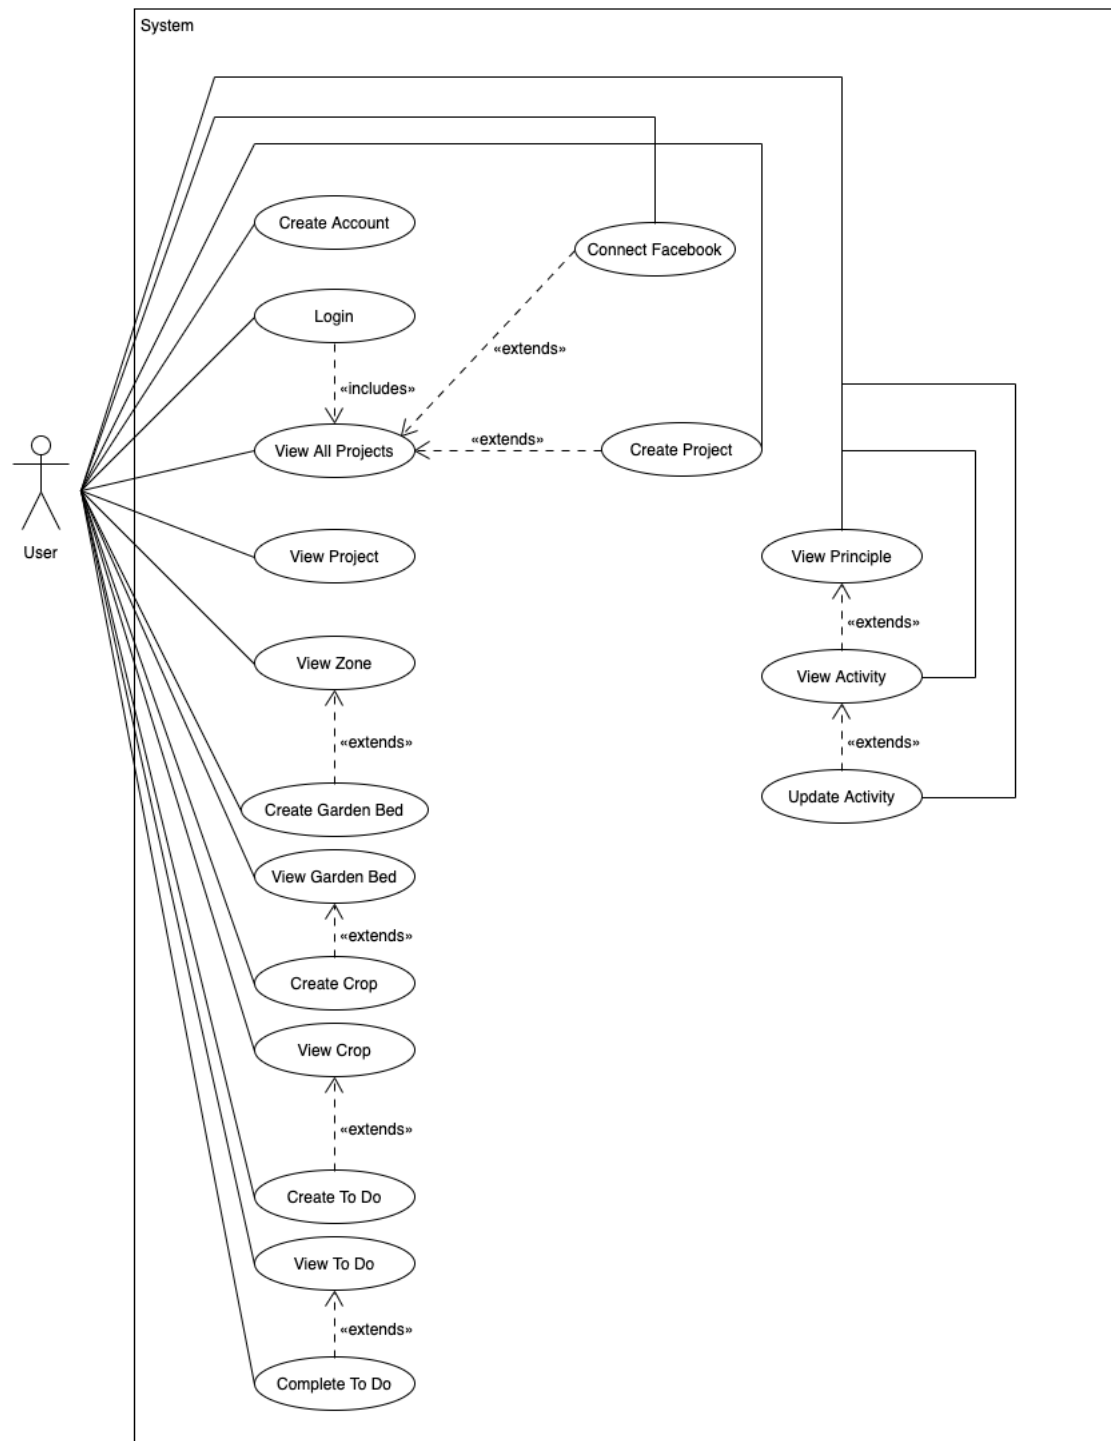 System
Create Account
Connect Facebook
Login
«extends»
«includes»
«extends»
View All Projects
Create Project
User
View Project
View Principle
«extends»
View Zone
View Activity
«extends»
«extends»
Create Garden Bed
Update Activity
View Garden Bed
«extends»
Create Crop
View Crop
«extends»
Create To Do
View To Do
«extends»
Complete To Do